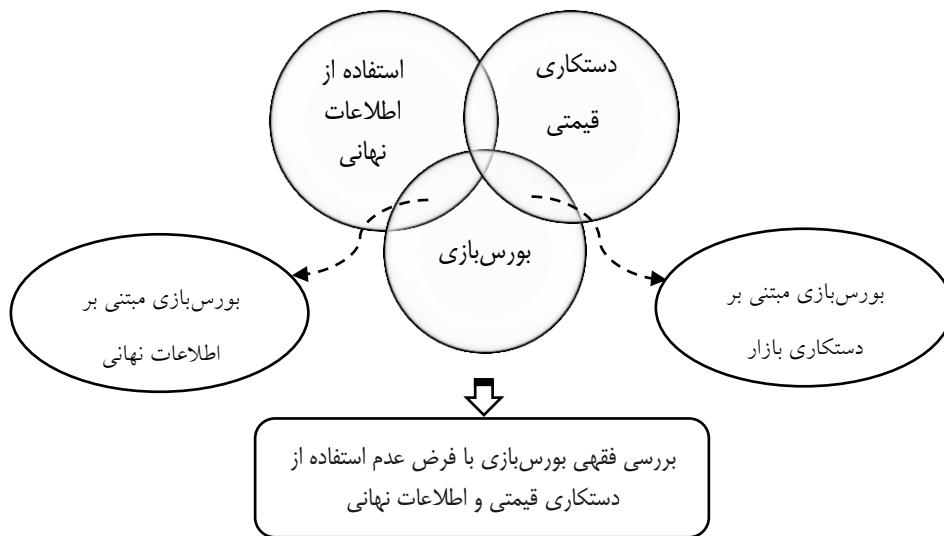 دستکاری
قیمتی
استفاده از
اطلاعات
نهانی
بورس‌بازی
بورس‌بازی مبتنی بر
دستکاری بازار
بورس‌بازی مبتنی بر
اطلاعات نهانی
بررسی فقهی بورس‌بازی با فرض عدم استفاده از
دستکاری قیمتی و اطلاعات نهانی